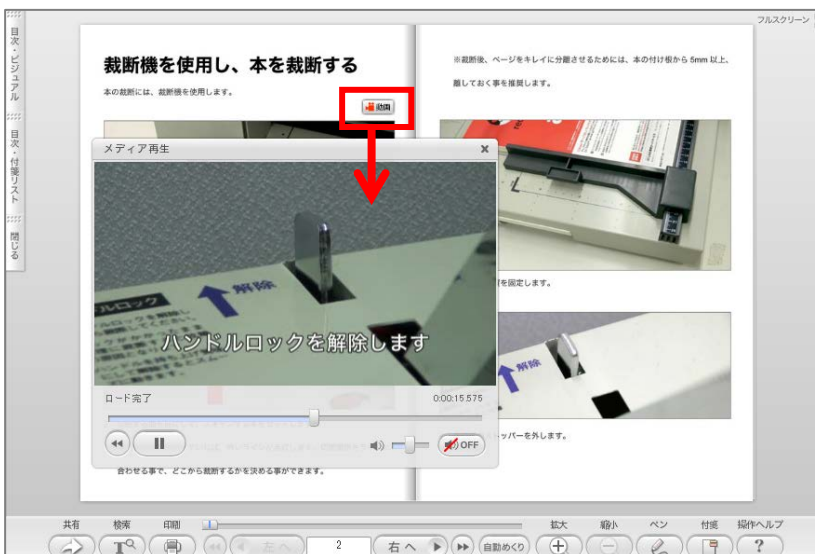 フルスクリーン
目次・ビジュアル
目次・付箋リスト
閉じる
裁断機を使用し、本を裁断する
本の裁断には、裁断機を使用します。
動画
メディア再生
x
解除
ハンドルロックを解除します
ロード完了
0:00:15.575
OFF
合わせる事で、どこから裁断するかを決める事ができます。
※裁断後、ページをキレイに分離させるためには、本の付け根から 5mm 以上、
離しておく事を推奨します。
を固定します。
解除
トッパーを外します。
共有
検索
印刷
拡大
縮小
ペン
付箋
操作ヘルプ
左へ
2
右へ
自動めくり
?